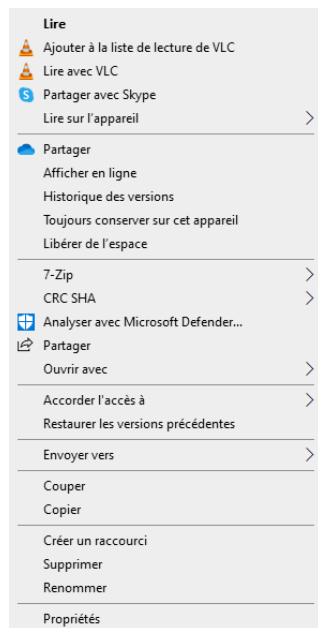 Lire
Ajouter à la liste de lecture de VLC
Lire avec VLC
Partager avec Skype
Lire sur l'appareil
Partager
Afficher en ligne
Historique des versions
Toujours conserver sur cet appareil
Libérer de l'espace
7-Zip
CRC SHA
Analyser avec Microsoft Defender...
Partager
Ouvrir avec
Accorder l'accès à
Restaurer les versions précédentes
Envoyer vers
Couper
Copier
Créer un raccourci
Supprimer
Renommer
Propriétés